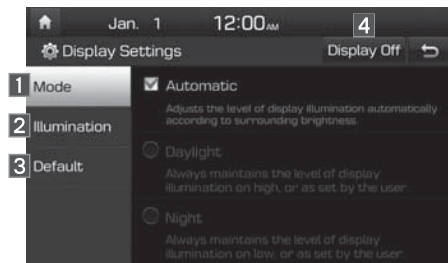 Jan. 1 12:00 AM
4
Display Settings Display Off
1 Mode
Automatic
Adjusts the level of display illumination automatically
according to surrounding brightness.
2 Illumination
Daylight
3 Default
Always maintains the level of display
illumination on high, or as set by the user.
Night
Always maintains the level of display
illumination on low, or as set by the user.